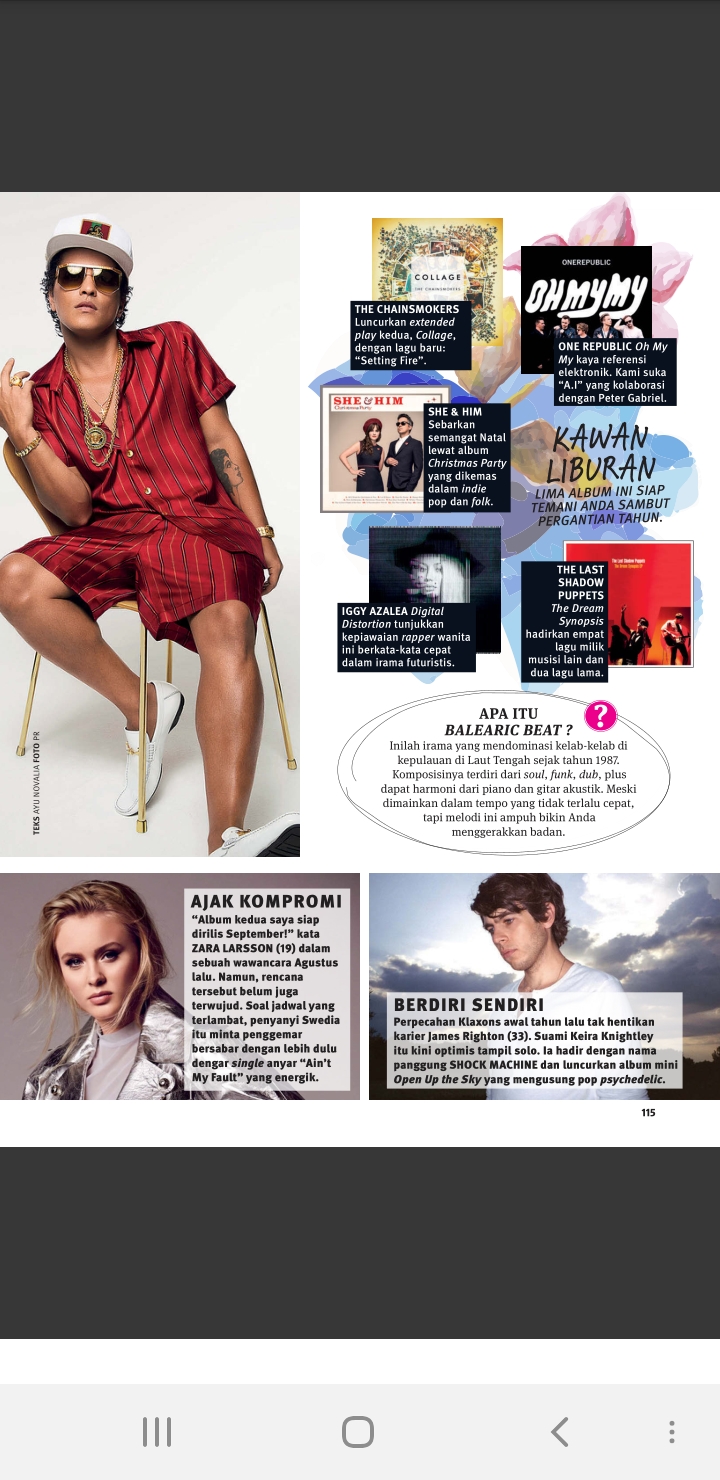 TEKS AYU NOVALIA FOTO PR
COLLAGE
THE CHAINSMOKERS
THE CHAINSMOKERS
Luncurkan extended
play kedua, Collage,
dengan lagu baru:
“Setting Fire”.
ONEREPUBLIC
OHMYMY
ONE REPUBLIC Oh My
My kaya referensi
elektronik. Kami suka
“A.I” yang kolaborasi
dengan Peter Gabriel.
SHE & HIM
Christmas Party
SHE & HIM
Sebarkan
semangat Natal
lewat album
Christmas Party
yang dikemas
dalam indie
pop dan folk.
KAWAN
LIBURAN
LIMA ALBUM INI SIAP
TEMANI ANDA SAMBUT
PERGANTIAN TAHUN.
IGGY AZALEA Digital
Distortion tunjukkan
kepiawaian rapper wanita
ini berkata-kata cepat
dalam irama futuristis.
The Last Shadow Puppets
The Dream Synopsis EP
THE LAST
SHADOW
PUPPETS
The Dream
Synopsis
hadirkan empat
lagu milik
musisi lain dan
dua lagu lama.
APA ITU
BALEARIC BEAT ?
?
Inilah irama yang mendominasi kelab-kelab di
kepulauan di Laut Tengah sejak tahun 1987.
Komposisinya terdiri dari soul, funk, dub, plus
dapat harmoni dari piano dan gitar akustik. Meski
dimainkan dalam tempo yang tidak terlalu cepat,
tapi melodi ini ampuh bikin Anda
menggerakkan badan.
AJAK KOMPROMI
“Album kedua saya siap
dirilis September!” kata
ZARA LARSSON (19) dalam
sebuah wawancara Agustus
lalu. Namun, rencana
tersebut belum juga
terwujud. Soal jadwal yang
terlambat, penyanyi Swedia
itu minta penggemar
bersabar dengan lebih dulu
dengar single anyar “Ain't
My Fault” yang energik.
BERDIRI SENDIRI
Perpecahan Klaxons awal tahun lalu tak hentikan
karier James Righton (33). Suami Keira Knightley
itu kini optimis tampil solo. Ia hadir dengan nama
panggung SHOCK MACHINE dan luncurkan album mini
Open Up the Sky yang mengusung pop psychedelic.
115